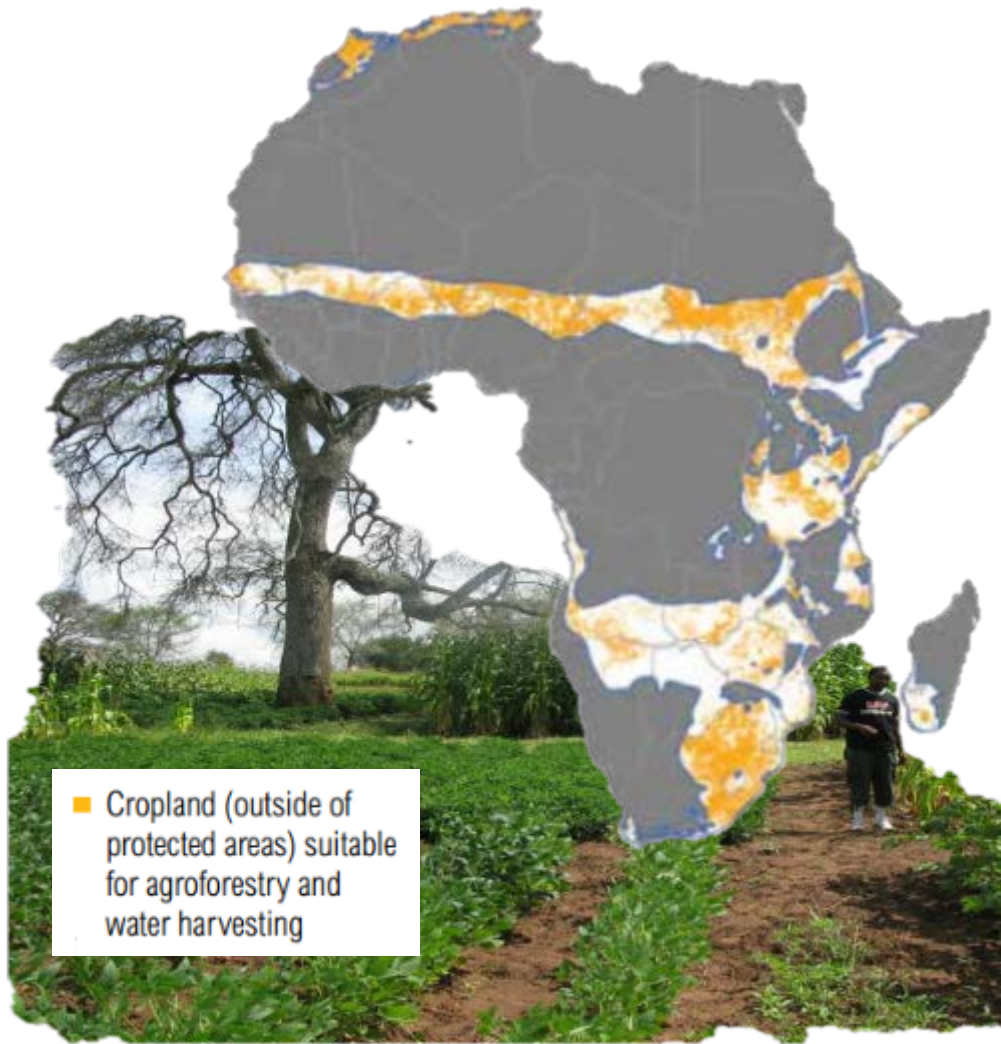 Cropland (outside of
protected areas) suitable
for agroforestry and
water harvesting